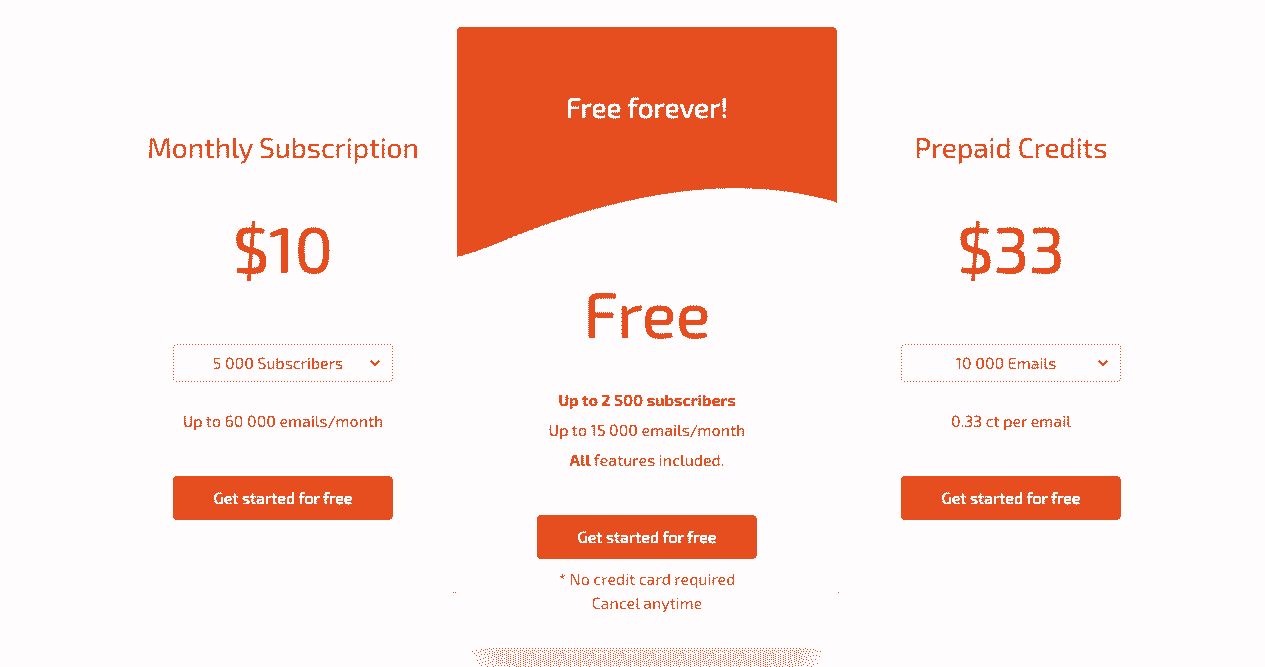 Monthly Subscription
$10
5 000 Subscribers
Up to 60 000 emails/month
Get started for free
Free forever!
Free
Up to 2 500 subscribers
Up to 15 000 emails/month
All features included.
Get started for free
* No credit card required
Cancel anytime
Prepaid Credits
$33
10 000 Emails
0.33 ct per email
Get started for free